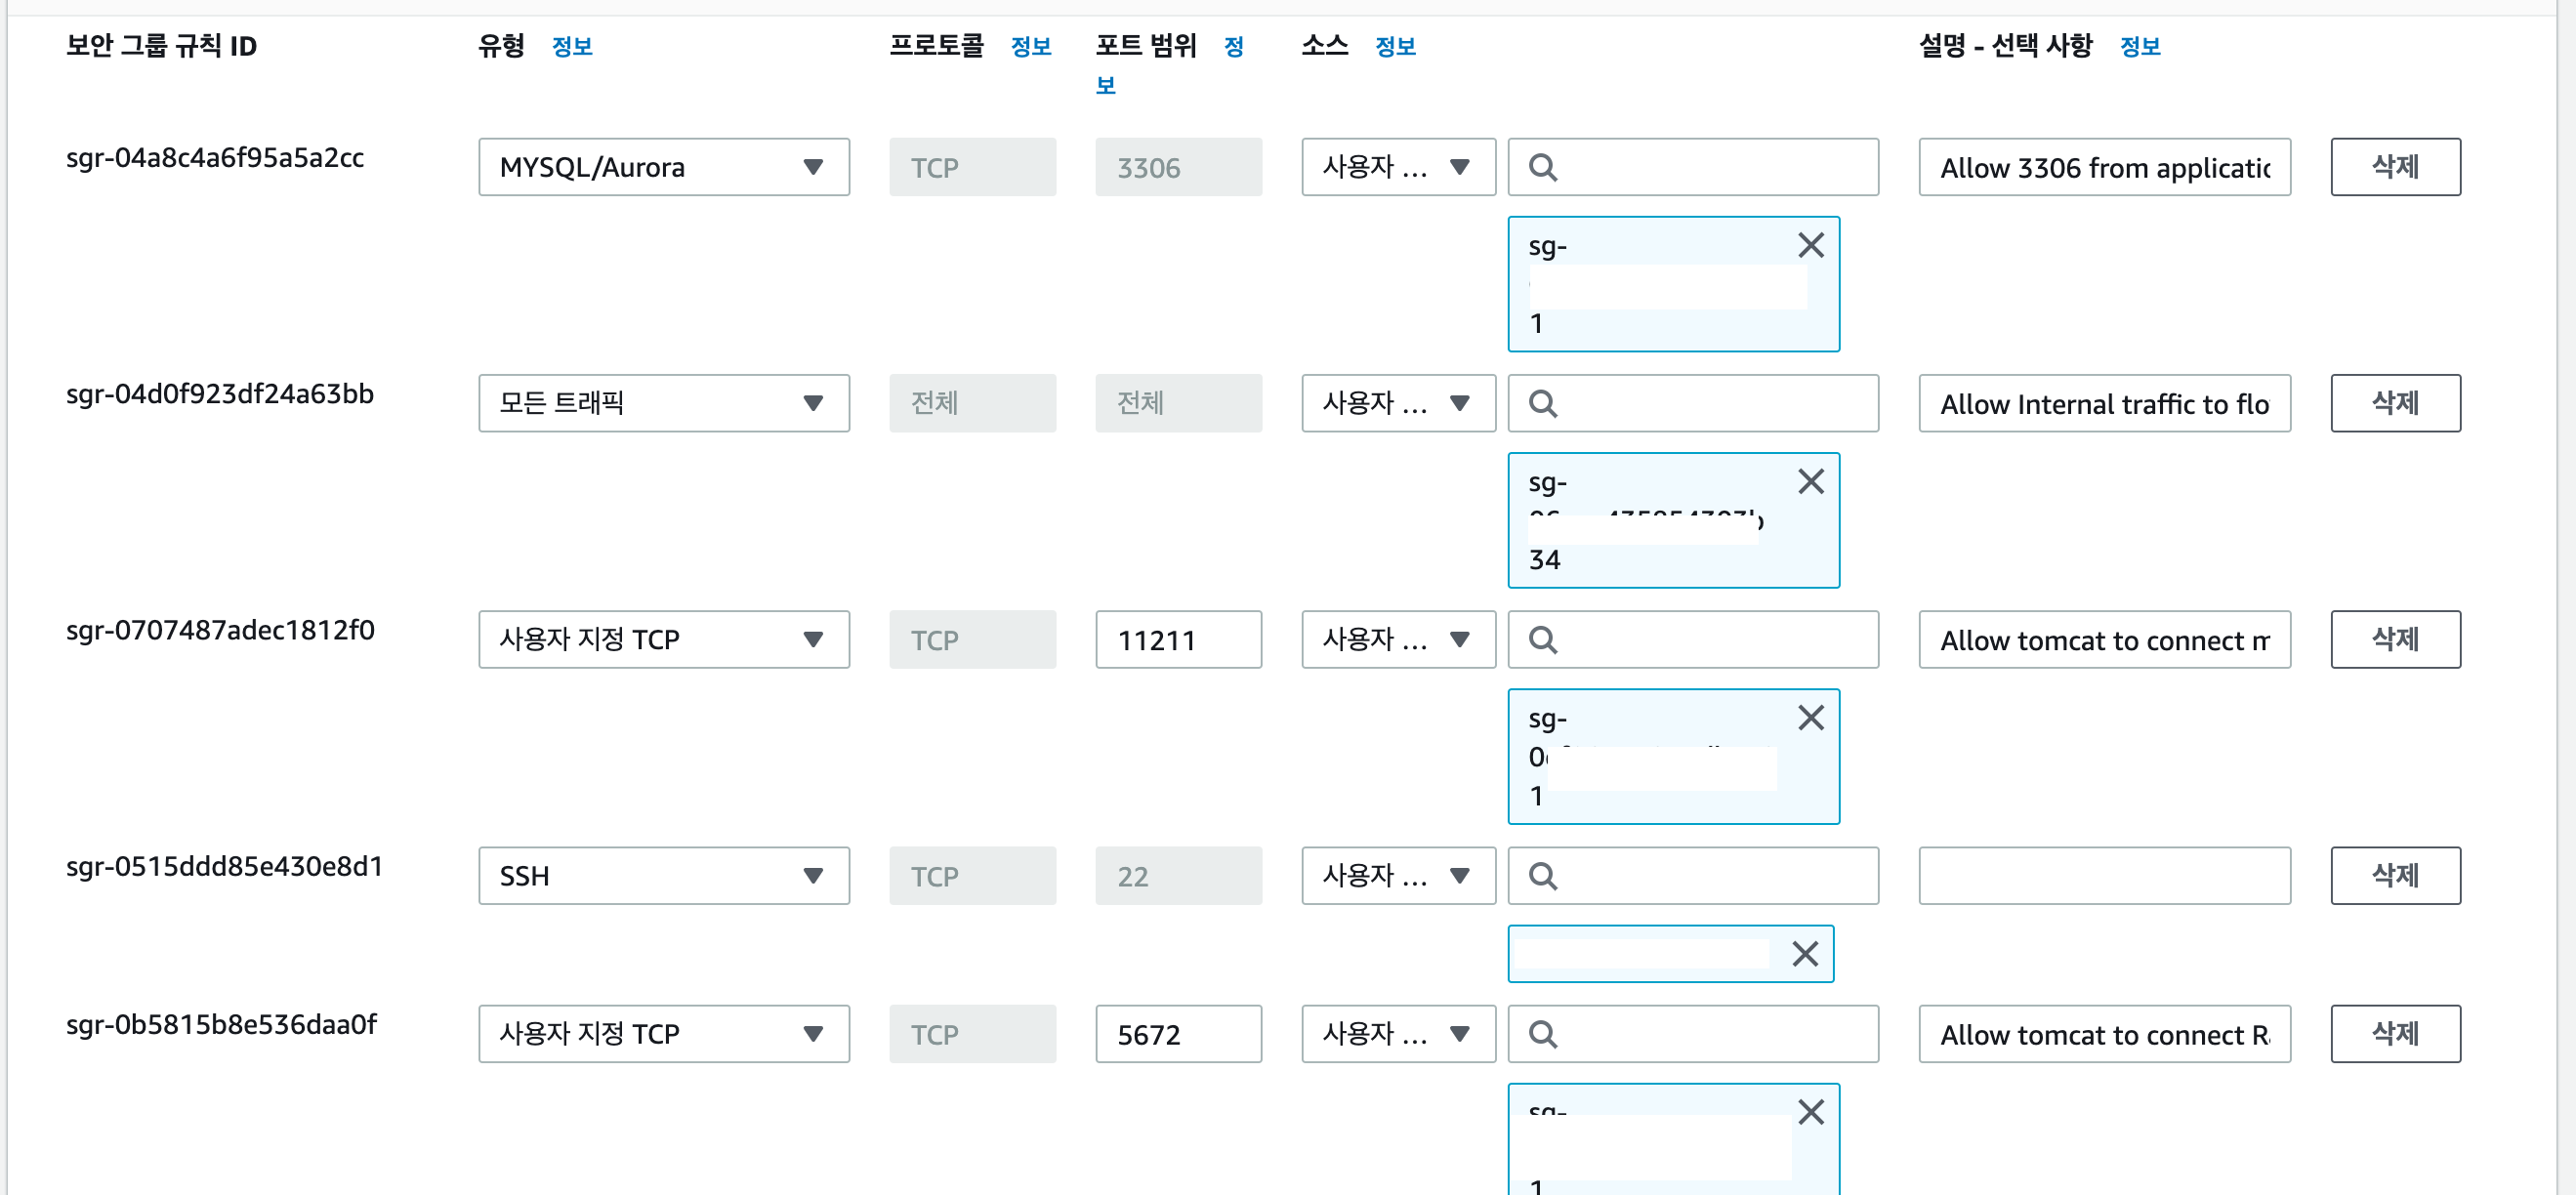 보안 그룹 규칙 ID 유형 정보 프로토콜 정보 포트 범위 정보 소스 정보 설명 - 선택 사항 정보
sgr-04a8c4a6f95a5a2cc MYSQL/Aurora TCP 3306 사용자 ... Allow 3306 from applicatic 삭제
sg-
1
sgr-04d0f923df24a63bb 모든 트래픽 전체 전체 사용자 ... Allow Internal traffic to flo 삭제
sg-
34
sgr-0707487adec1812f0 사용자 지정 TCP TCP 11211 사용자 ... Allow tomcat to connect m 삭제
sg-
1
sgr-0515ddd85e430e8d1 SSH TCP 22 사용자 ... 삭제
sgr-0b5815b8e536daa0f 사용자 지정 TCP TCP 5672 사용자 ... Allow tomcat to connect R 삭제
sg-
1